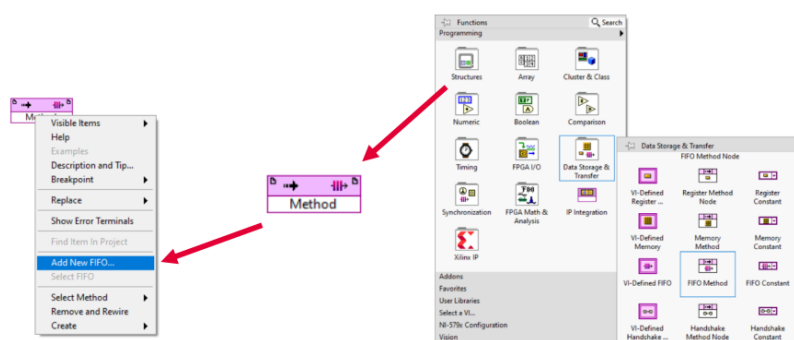 Method
Visible Items
Help
Examples
Description and Tip...
Breakpoint
Replace
Show Error Terminals
Find Item In Project
Add New FIFO...
Select FIFO
Select Method
Remove and Rewire
Create
Method
Functions
Search
Programming
Structures
Array
Cluster & Class
Numeric
Boolean
Comparison
Timing
FPGA I/O
Data Storage &
Transfer
Synchronization
FPGA Math &
Analysis
IP Integration
Xilinx IP
Addons
Favorites
User Libraries
Select a VI...
NI-579x Configuration
Vision
Data Storage & Transfer
FIFO Method Node
VI-Defined
Register ...
Register Method
Node
Register
Constant
VI-Defined
Memory
Memory
Method
Memory
Constant
VI-Defined FIFO
FIFO Method
FIFO Constant
VI-Defined
Handshake ...
Handshake
Method Node
Handshake
Constant